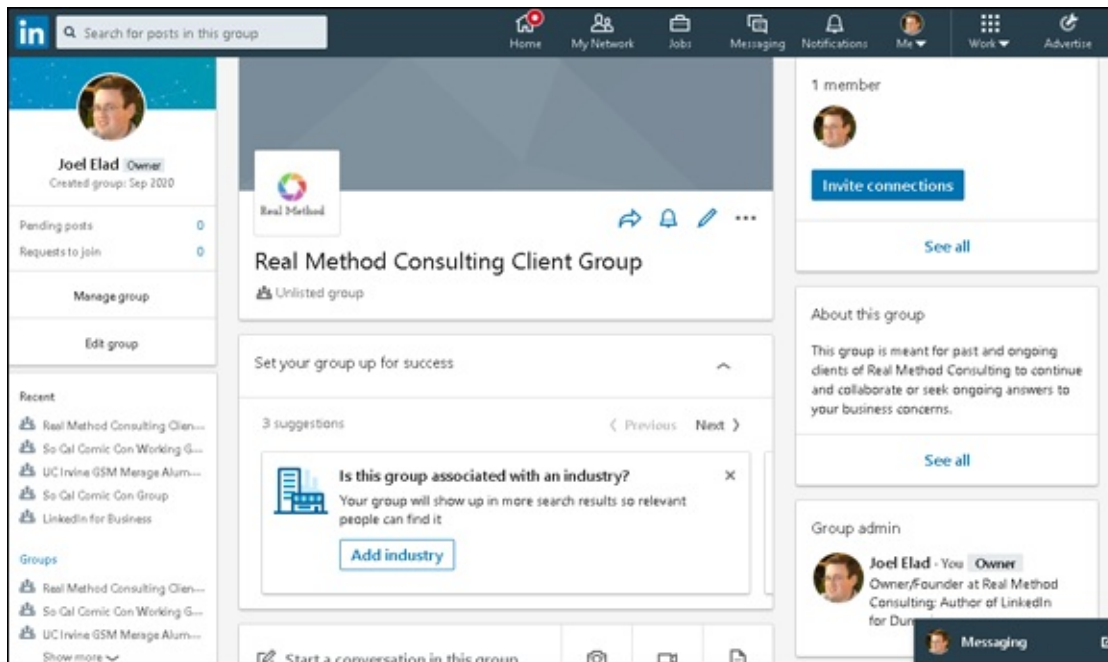 in
Search for posts in this group
Home
My Network
Jobs
Messaging
Notifications
Me
Work
Advertise
Joel Elad Owner
Created group: Sep 2020
Pending posts 0
Requests to join 0
Manage group
Edit group
Recent
Real Method Consulting Clien...
So Cal Comic Con Working G...
UC Irvine GSM Merage Alum...
So Cal Comic Con Group
LinkedIn for Business
Groups
Real Method Consulting Clien...
So Cal Comic Con Working G...
UC Irvine GSM Merage Alum...
Show more
Real Method
Real Method Consulting Client Group
Unlisted group
Set your group up for success
3 suggestions
Previous Next
Is this group associated with an industry?
Your group will show up in more search results so relevant
people can find it
Add industry
Start a conversation in this group
1 member
Invite connections
See all
About this group
This group is meant for past and ongoing
clients of Real Method Consulting to continue
and collaborate or seek ongoing answers to
your business concerns.
See all
Group admin
Joel Elad - You Owner
Owner/Founder at Real Method
Consulting; Author of LinkedIn
for
Messaging